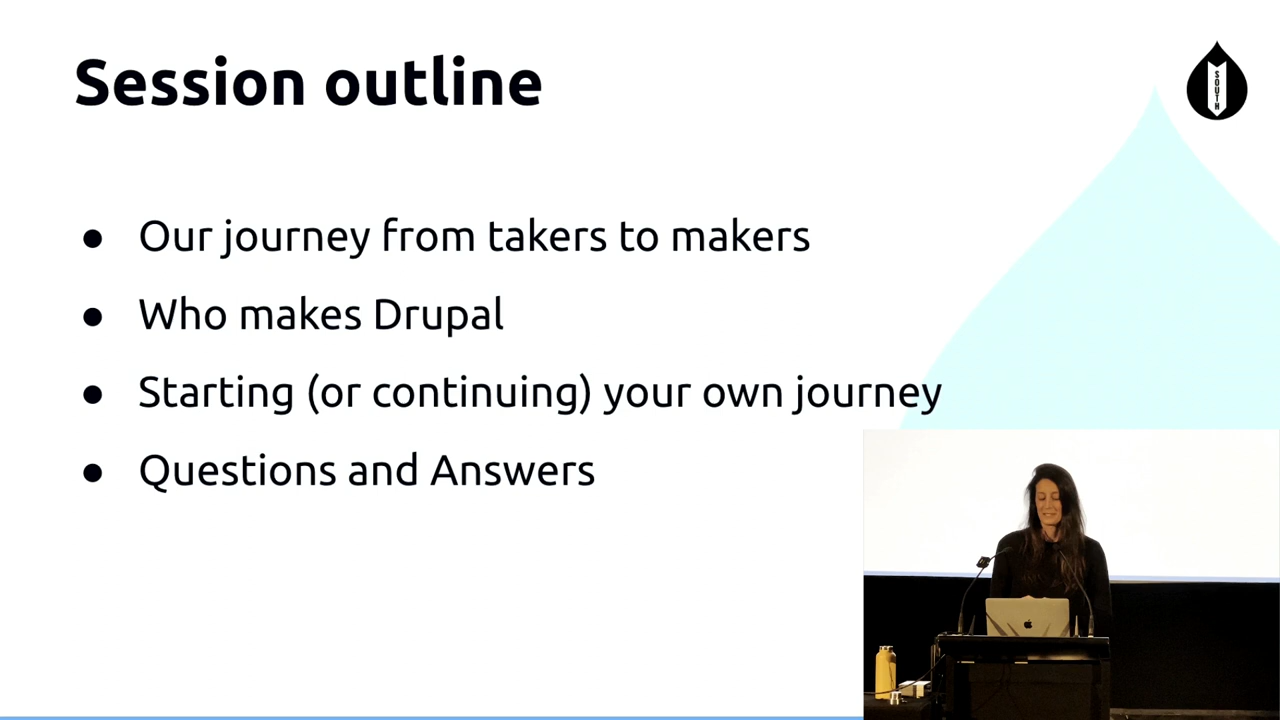 Session outline
SOUTH
● Our journey from takers to makers
● Who makes Drupal
● Starting (or continuing) your own journey
● Questions and Answers